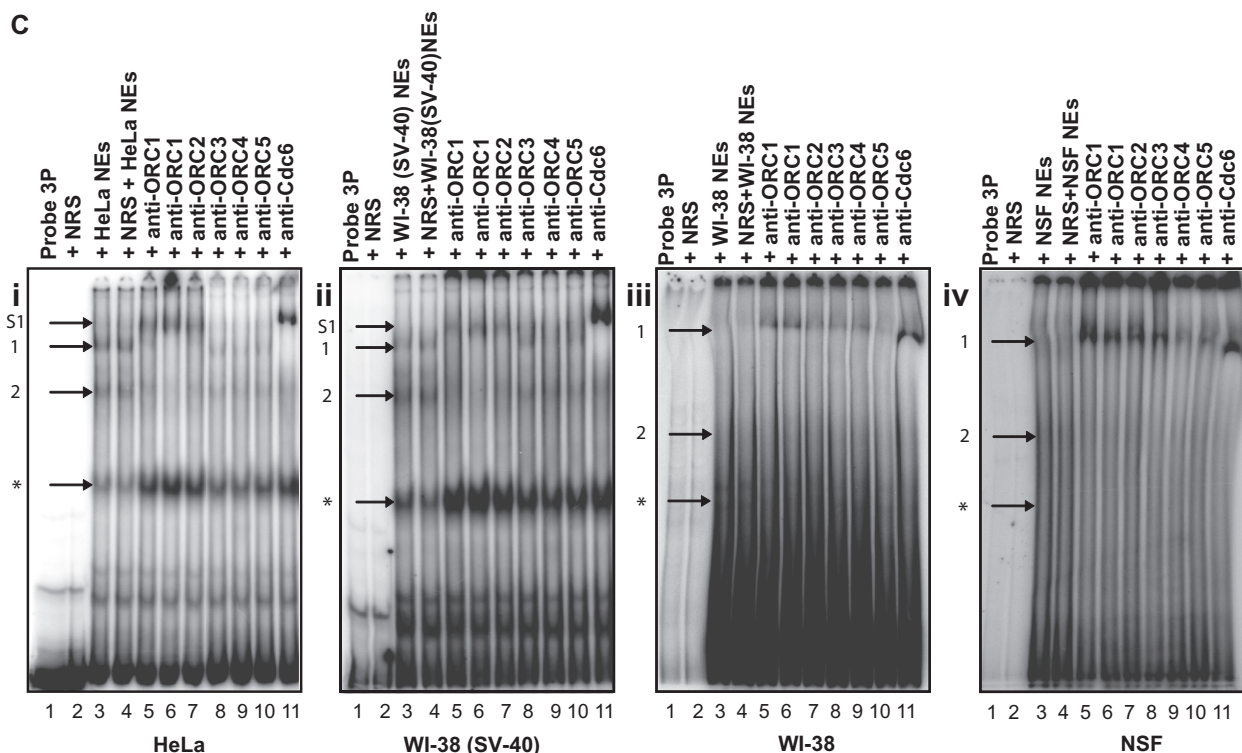 C
Probe 3P
+ NRS
+ HeLa NEs
+ NRS + HeLa NEs
+ anti-ORC1
+ anti-ORC1
+ anti-ORC2
+ anti-ORC3
+ anti-ORC4
+ anti-ORC5
+ anti-Cdc6
i
S1
1
2
*
1 2 3 4 5 6 7 8 9 10 11
HeLa
Probe 3P
+ NRS
+ WI-38 (SV-40) NEs
+ NRS+WI-38(SV-40)NEs
+ anti-ORC1
+ anti-ORC1
+ anti-ORC2
+ anti-ORC3
+ anti-ORC4
+ anti-ORC5
+ anti-Cdc6
ii
S1
1
2
*
1 2 3 4 5 6 7 8 9 10 11
WI-38 (SV-40)
Probe 3P
+ NRS
+ WI-38 NEs
+ NRS+WI-38 NEs
+ anti-ORC1
+ anti-ORC1
+ anti-ORC2
+ anti-ORC3
+ anti-ORC4
+ anti-ORC5
+ anti-Cdc6
iii
1
2
*
1 2 3 4 5 6 7 8 9 10 11
WI-38
Probe 3P
+ NRS
+ NSF NEs
+ NRS+NSF NEs
+ anti-ORC1
+ anti-ORC1
+ anti-ORC2
+ anti-ORC3
+ anti-ORC4
+ anti-ORC5
+ anti-Cdc6
iv
1
2
*
1 2 3 4 5 6 7 8 9 10 11
NSF